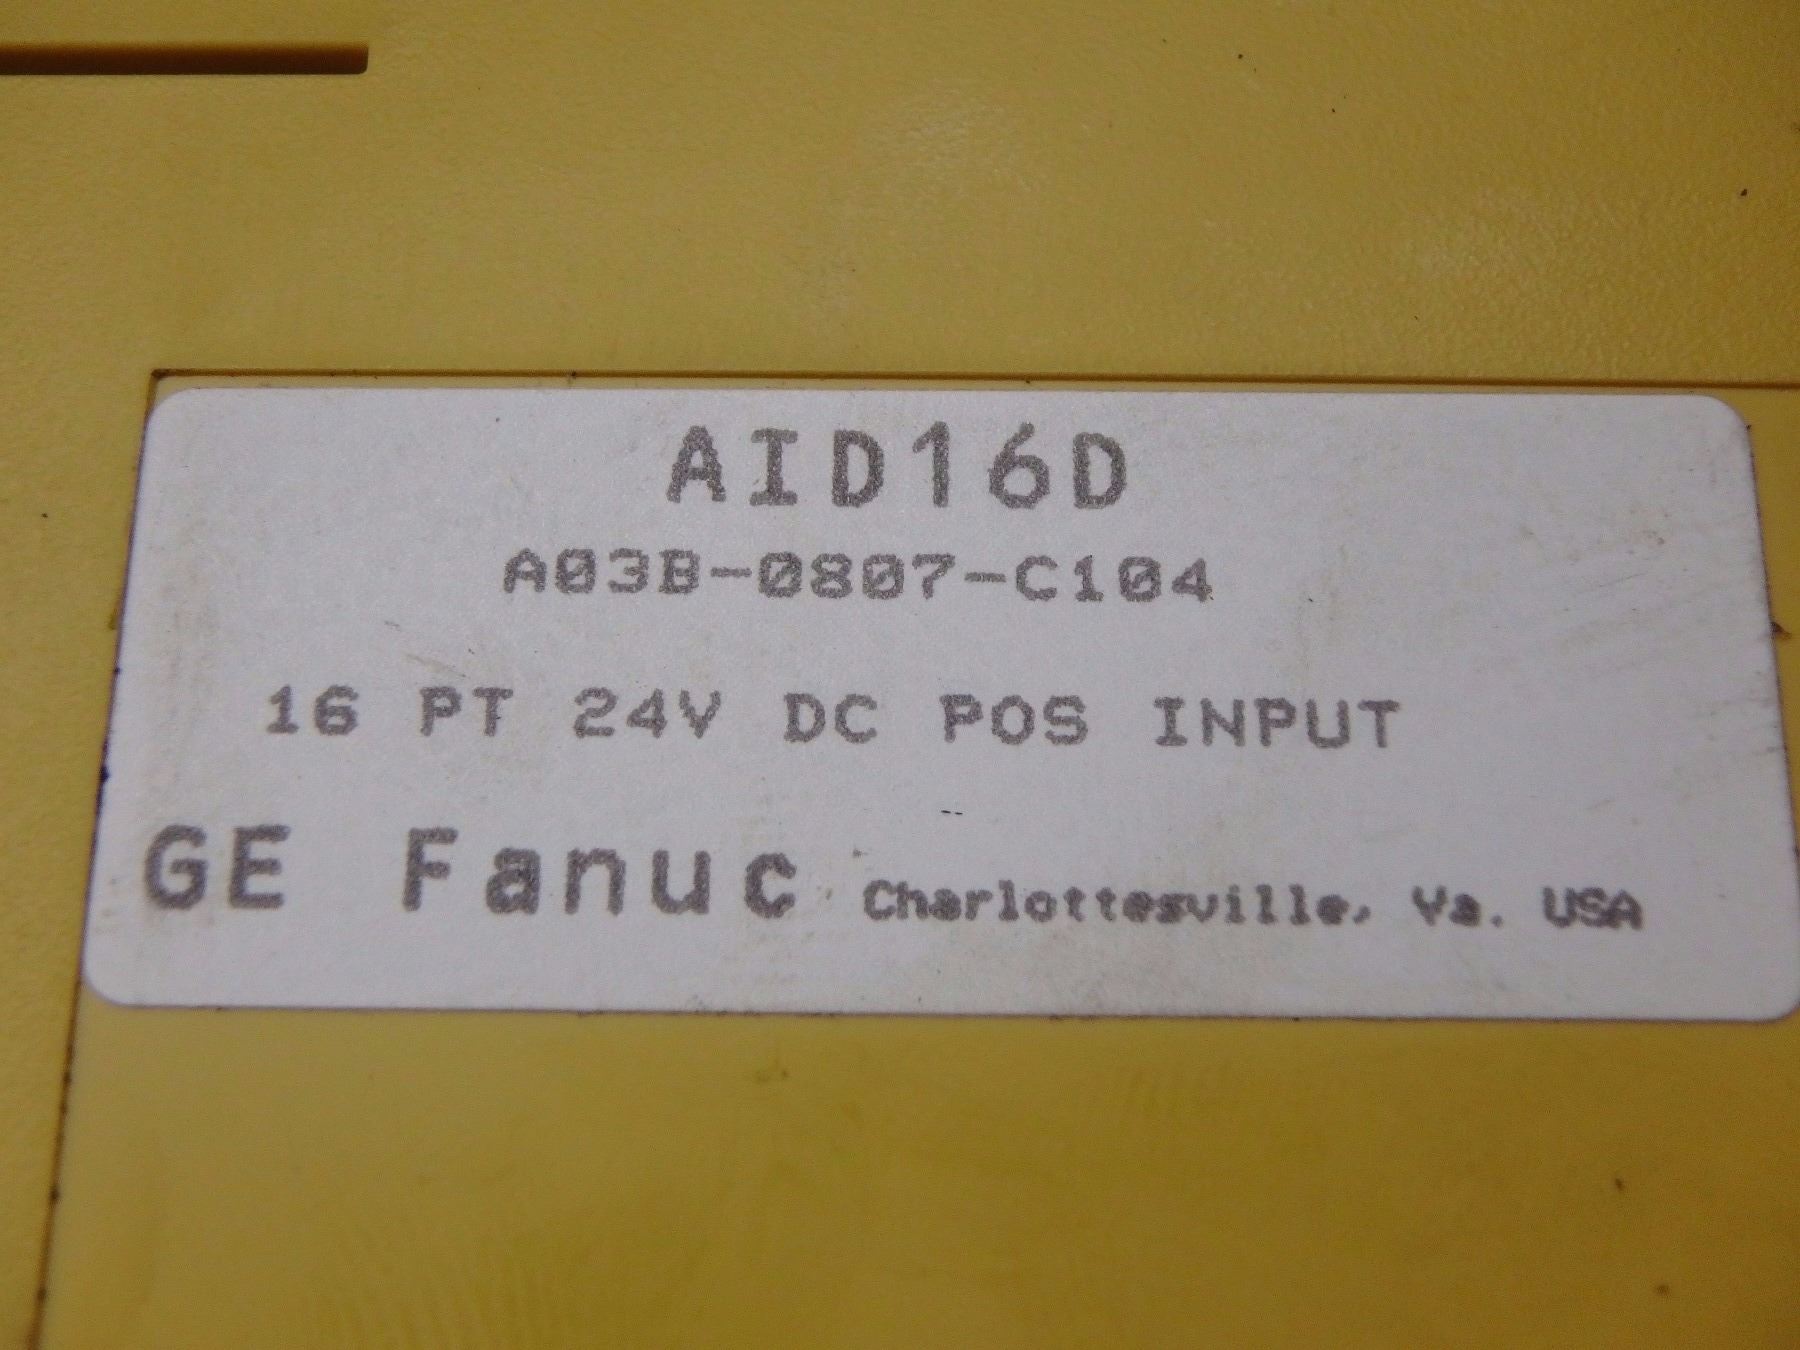 AID16D
A03B-0807-C104
16 PT 24V DC POS INPUT
GE Fanuc Charlottesville, Va. USA